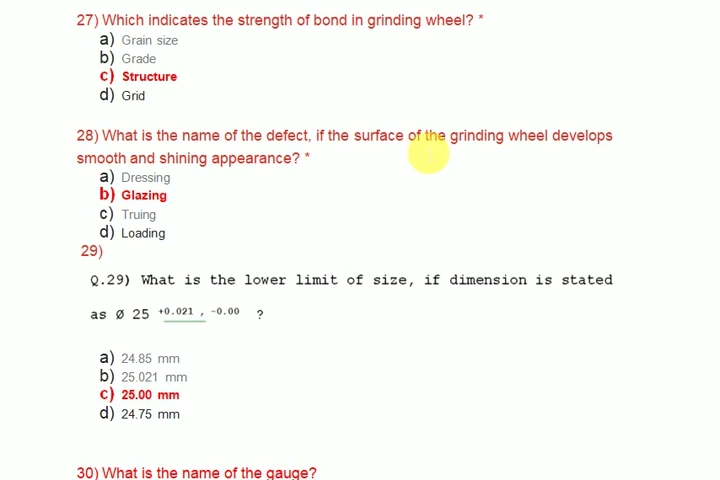 27) Which indicates the strength of bond in grinding wheel? *
a) Grain size
b) Grade
c) Structure
d) Grid
28) What is the name of the defect, if the surface of the grinding wheel develops
smooth and shining appearance? *
a) Dressing
b) Glazing
c) Truing
d) Loading
29)
Q.29) What is the lower limit of size, if dimension is stated
as Ø 25 +0.021 , -0.00 ?
a) 24.85 mm
b) 25.021 mm
c) 25.00 mm
d) 24.75 mm
30) What is the name of the gauge?